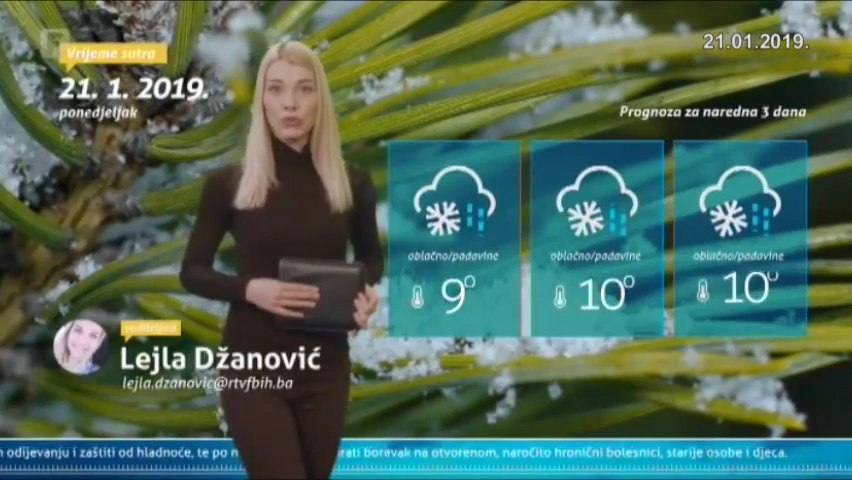 Vrijeme sutra
21. 1. 2019.
ponedjeljak
21.01.2019.
Prognoza za naredna 3 dana
oblačno/padavine
9°
oblačno/padavine
10°
oblačno/padavine
10°
voditeljica
Lejla Džanović
lejla.dzanovic@rtvfbih.ba
odijevanju i zaštiti od hladnoće, te po
boravak na otvorenom, naročito hronični bolesnici, starije osobe i djeca.